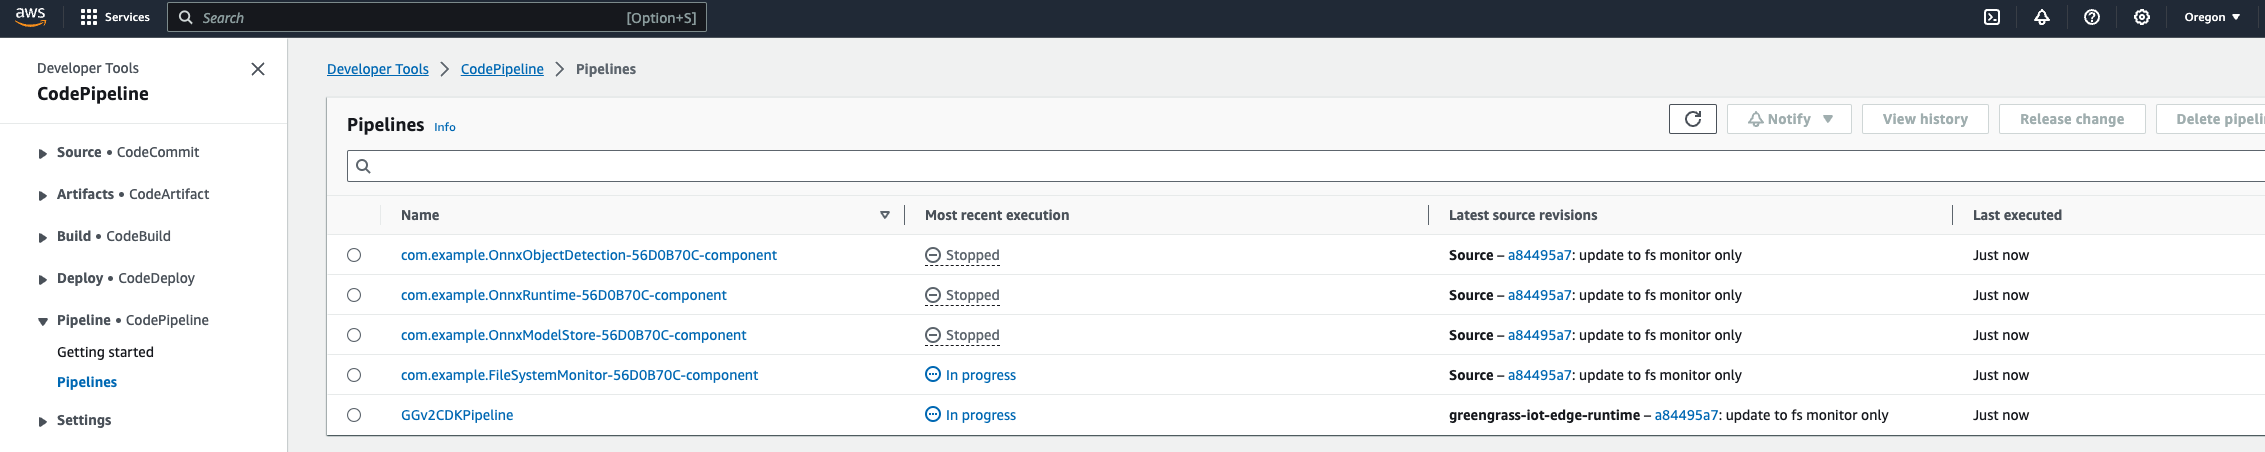 aws Services Search [Option+S] Oregon
Developer Tools
CodePipeline
Source • CodeCommit
Artifacts • CodeArtifact
Build • CodeBuild
Deploy • CodeDeploy
Pipeline • CodePipeline
Getting started
Pipelines
Settings
Developer Tools > CodePipeline > Pipelines
Pipelines Info Notify View history Release change Delete pipeli
Name Most recent execution Latest source revisions Last executed
com.example.OnnxObjectDetection-56D0B70C-component Stopped Source – a84495a7: update to fs monitor only Just now
com.example.OnnxRuntime-56D0B70C-component Stopped Source – a84495a7: update to fs monitor only Just now
com.example.OnnxModelStore-56D0B70C-component Stopped Source – a84495a7: update to fs monitor only Just now
com.example.FileSystemMonitor-56D0B70C-component In progress Source – a84495a7: update to fs monitor only Just now
GGv2CDKPipeline In progress greengrass-iot-edge-runtime – a84495a7: update to fs monitor only Just now